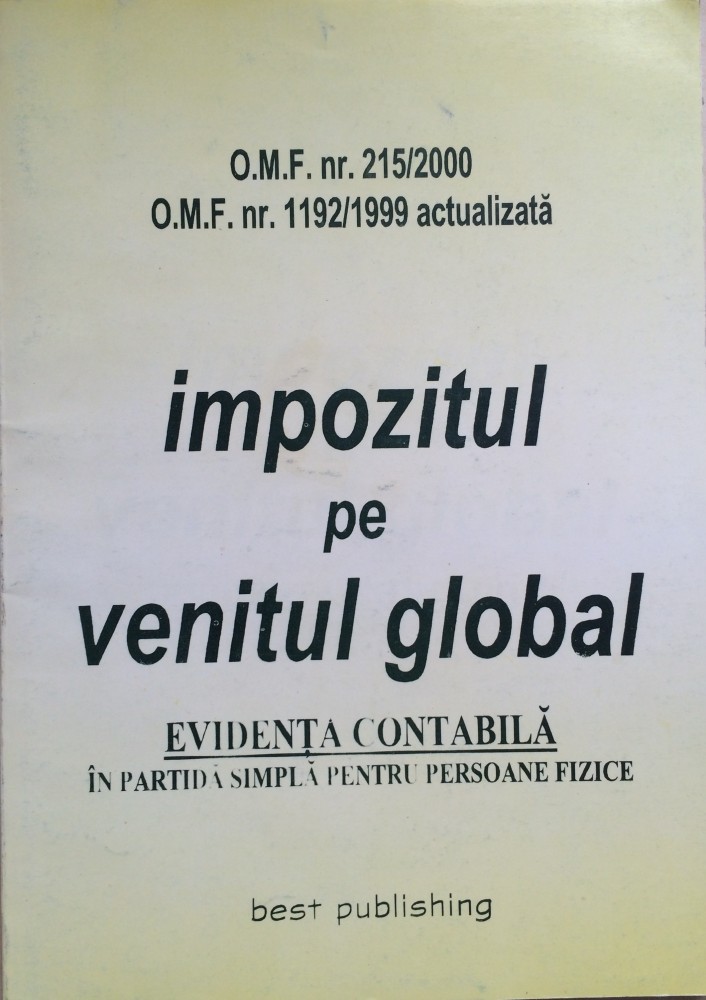 O.M.F. nr. 215/2000
O.M.F. nr. 1192/1999 actualizată
impozitul
pe
venitul global
EVIDENȚA CONTABILĂ
ÎN PARTIDĂ SIMPLĂ PENTRU PERSOANE FIZICE
best publishing